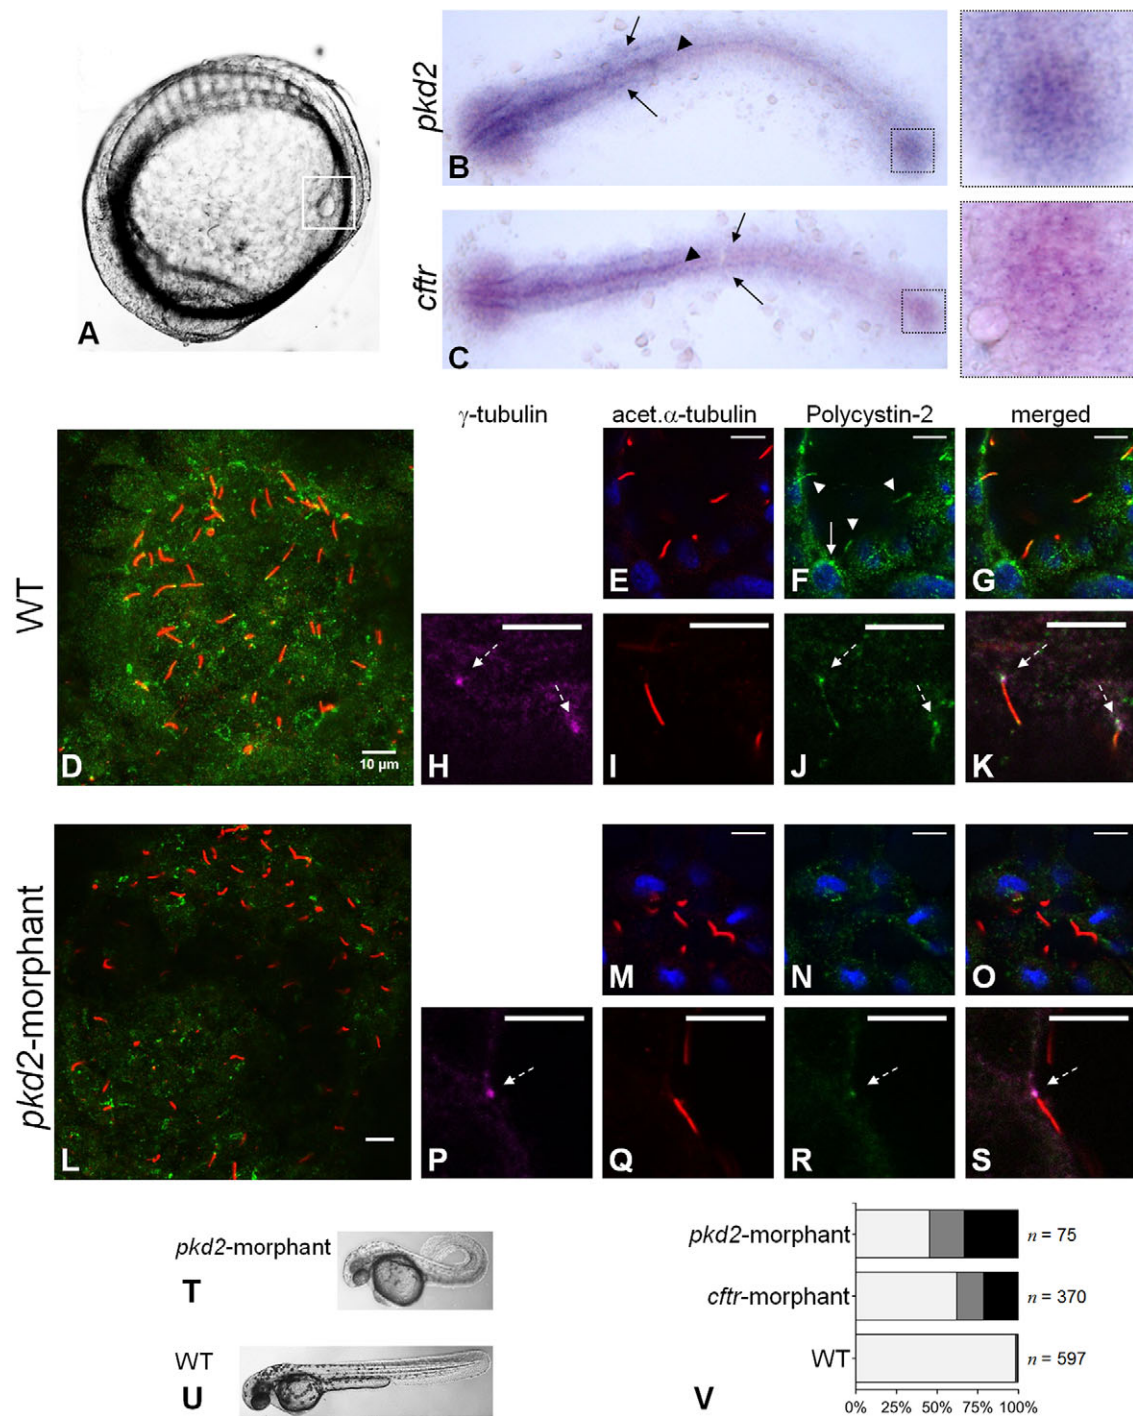 A
pkd2
B
cftr
C
γ-tubulin
acet.α-tubulin
Polycystin-2
merged
WT
D
10 µm
E
F
G
H
I
J
K
pkd2-morphant
L
M
N
O
P
Q
R
S
pkd2-morphant
T
WT
U
V
pkd2-morphant
n = 75
cftr-morphant
n = 370
WT
n = 597
0% 25% 50% 75% 100%